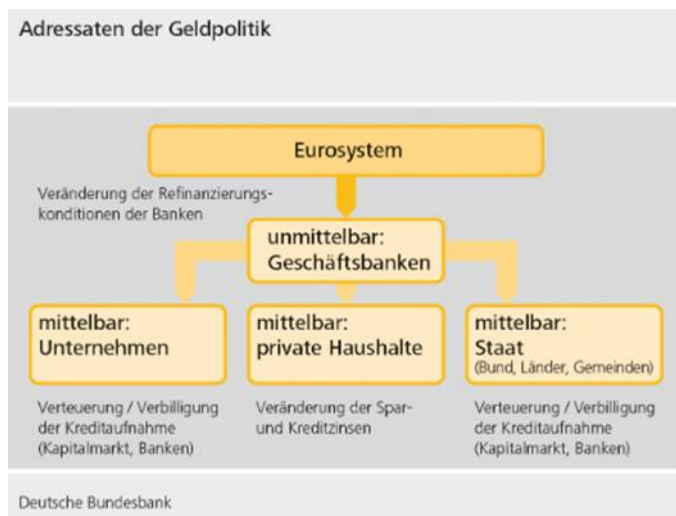 Adressaten der Geldpolitik
Eurosystem
Veränderung der Refinanzierungs-
konditionen der Banken
unmittelbar:
Geschäftsbanken
mittelbar:
Unternehmen
mittelbar:
private Haushalte
mittelbar:
Staat
(Bund, Länder, Gemeinden)
Verteuerung / Verbilligung
der Kreditaufnahme
(Kapitalmarkt, Banken)
Veränderung der Spar-
und Kreditzinsen
Verteuerung / Verbilligung
der Kreditaufnahme
(Kapitalmarkt, Banken)
Deutsche Bundesbank